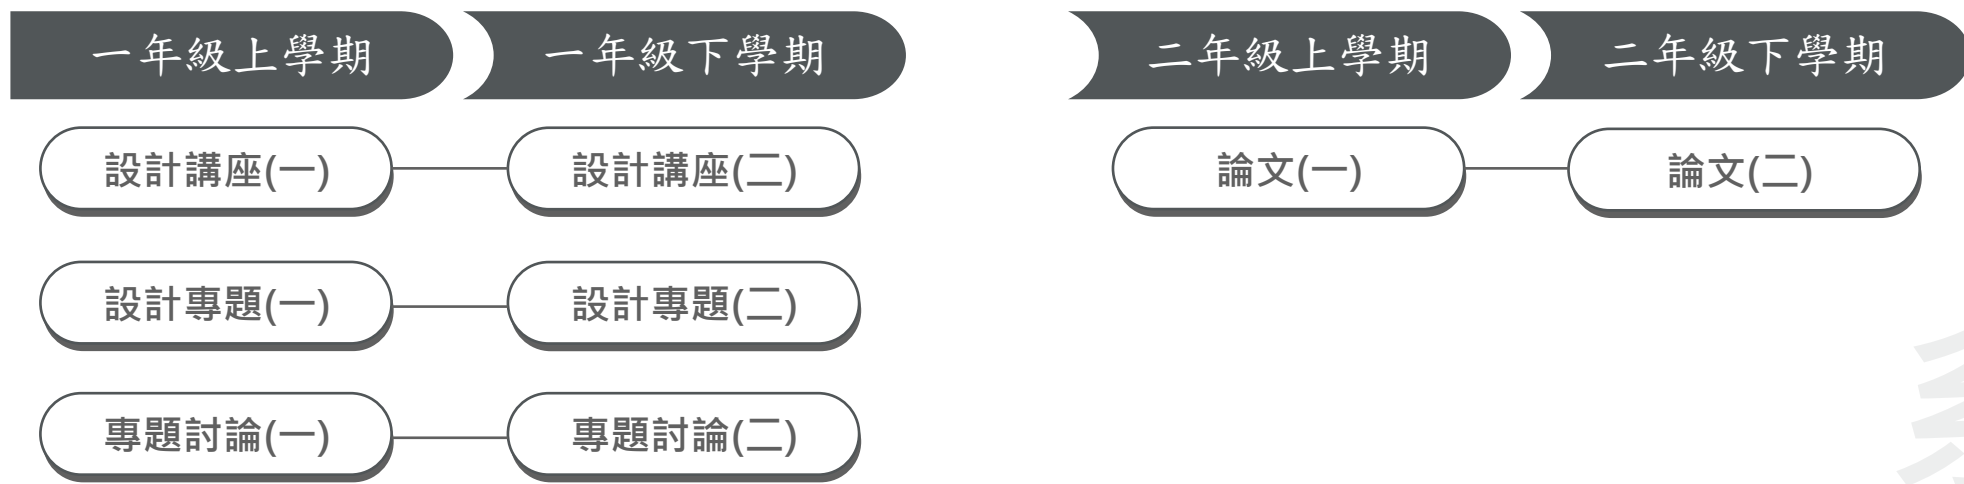 一年級上學期 一年級下學期 二年級上學期 二年級下學期
設計講座(一) 設計講座(二) 論文(一) 論文(二)
設計專題(一) 設計專題(二)
專題討論(一) 專題討論(二)